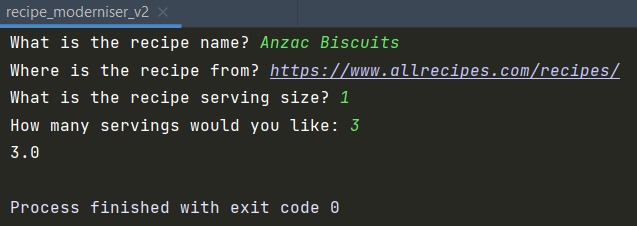 recipe_moderniser_v2
What is the recipe name? Anzac Biscuits
Where is the recipe from? https://www.allrecipes.com/recipes/
What is the recipe serving size? 1
How many servings would you like: 3
3.0
Process finished with exit code 0